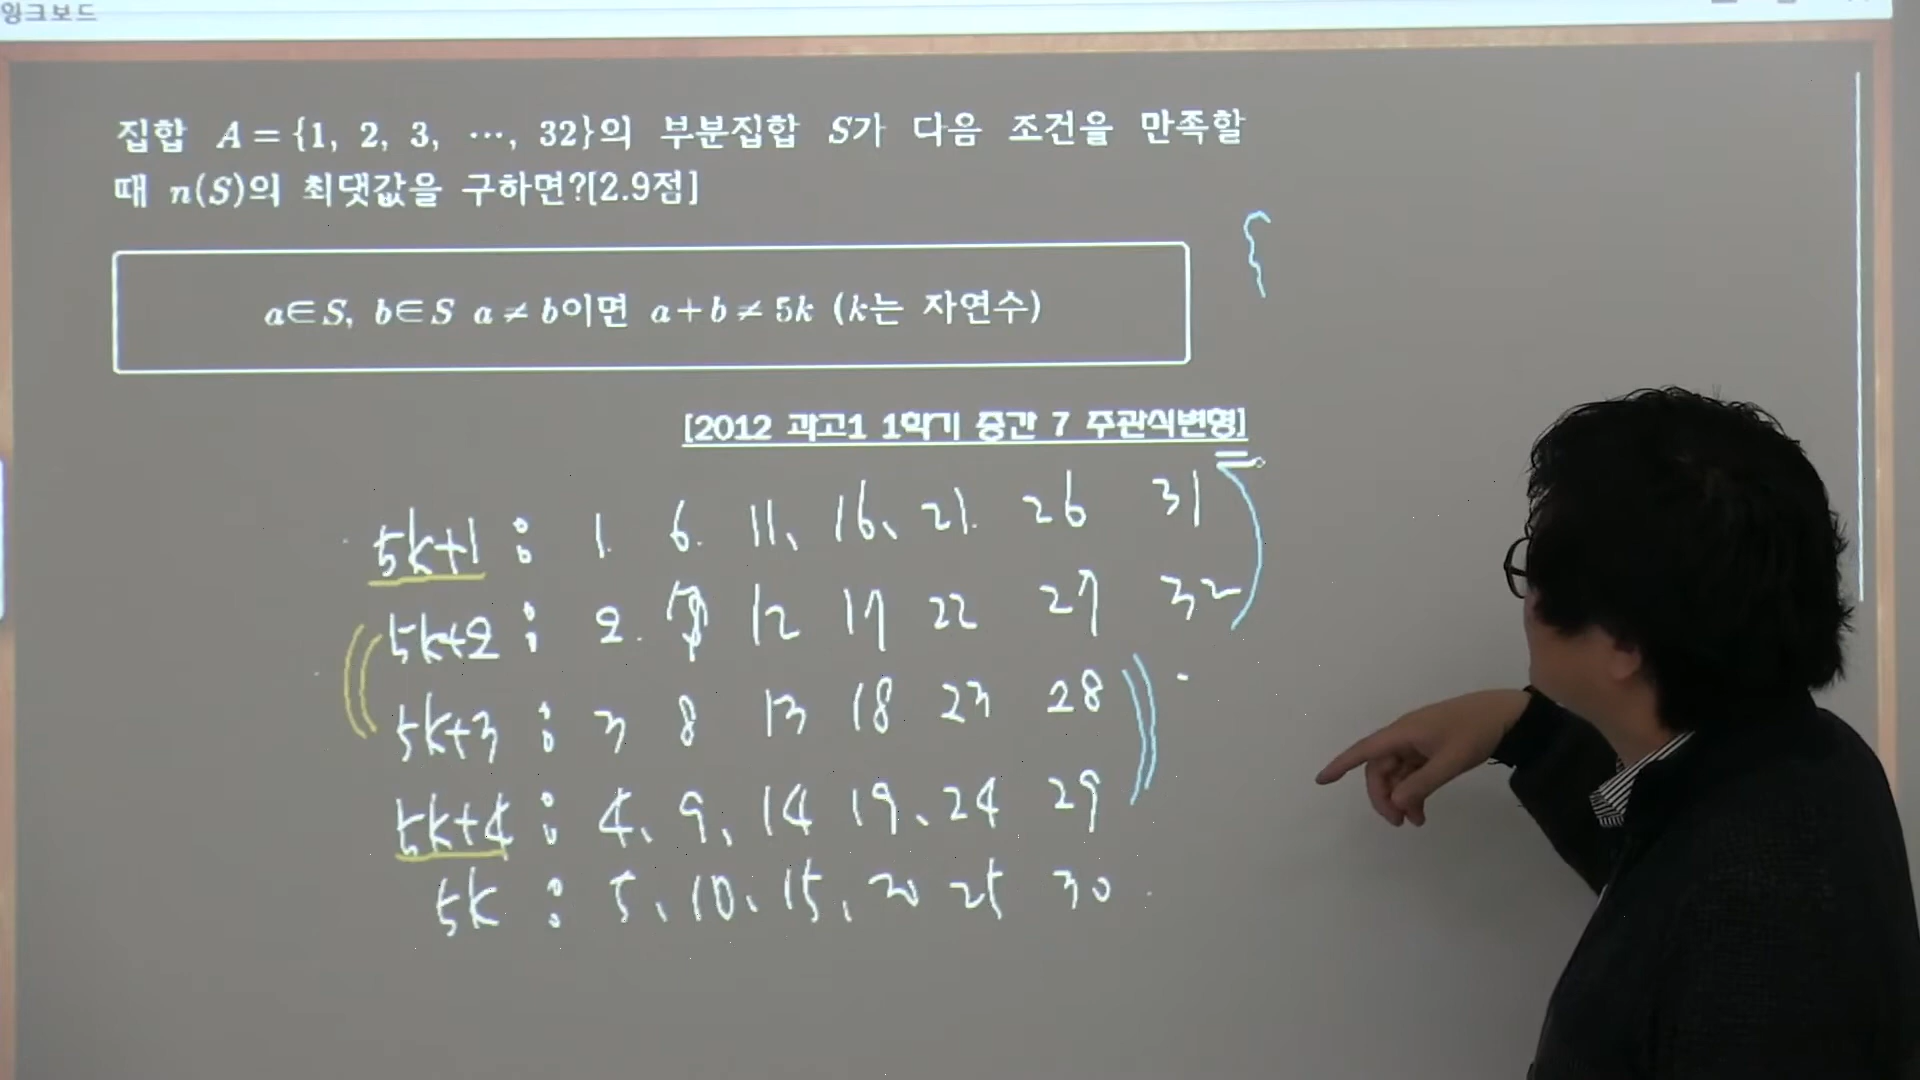 잉크보드
집합 A={1, 2, 3, ⋯, 32}의 부분집합 S가 다음 조건을 만족할
때 n(S)의 최댓값을 구하면?[2.9점]
a∈S, b∈S a≠b이면 a+b≠5k (k는 자연수)
[2012 과고1 1학기 중간 7 주관식변형]
5k+1 : 1. 6. 11, 16, 21. 26 31
5k+2 : 2. 7 12 17 22 27 32
5k+3 : 3 8 13 18 23 28
5k+4 : 4, 9, 14 19, 24 29
5k : 5, 10, 15, 20 25 30